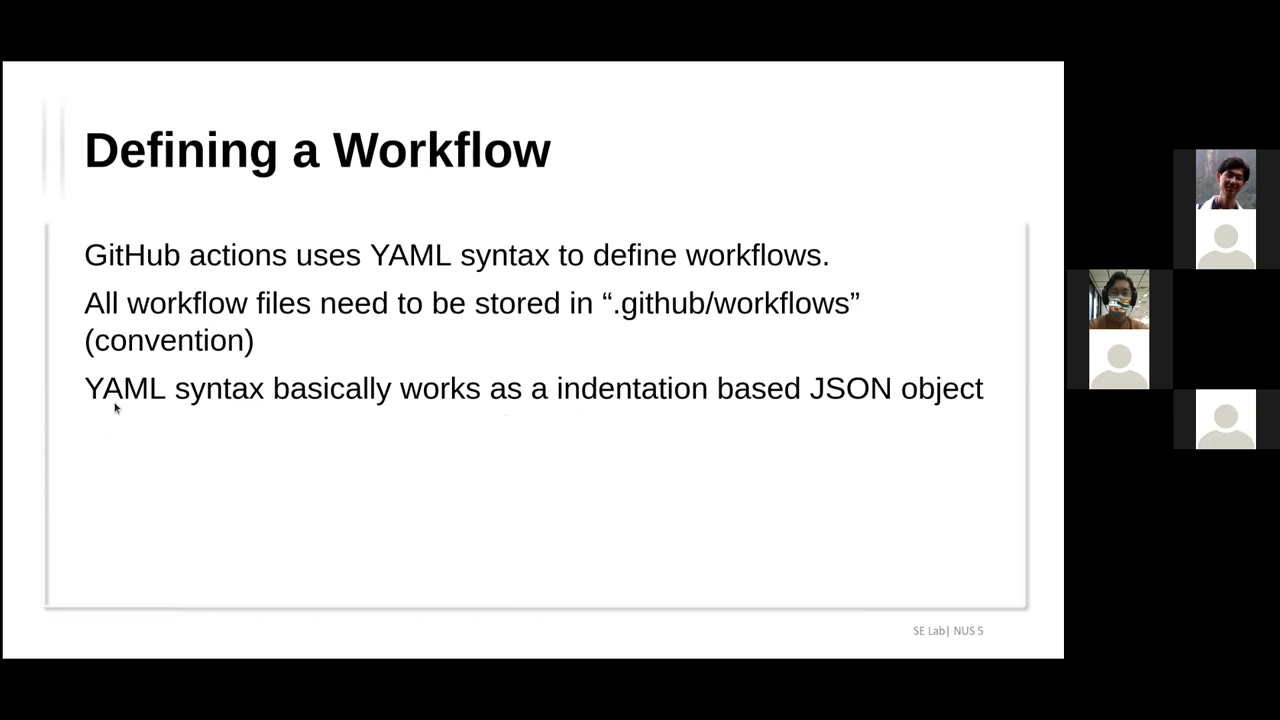 Defining a Workflow
GitHub actions uses YAML syntax to define workflows.
All workflow files need to be stored in “.github/workflows”
(convention)
YAML syntax basically works as a indentation based JSON object
SE Lab| NUS 5